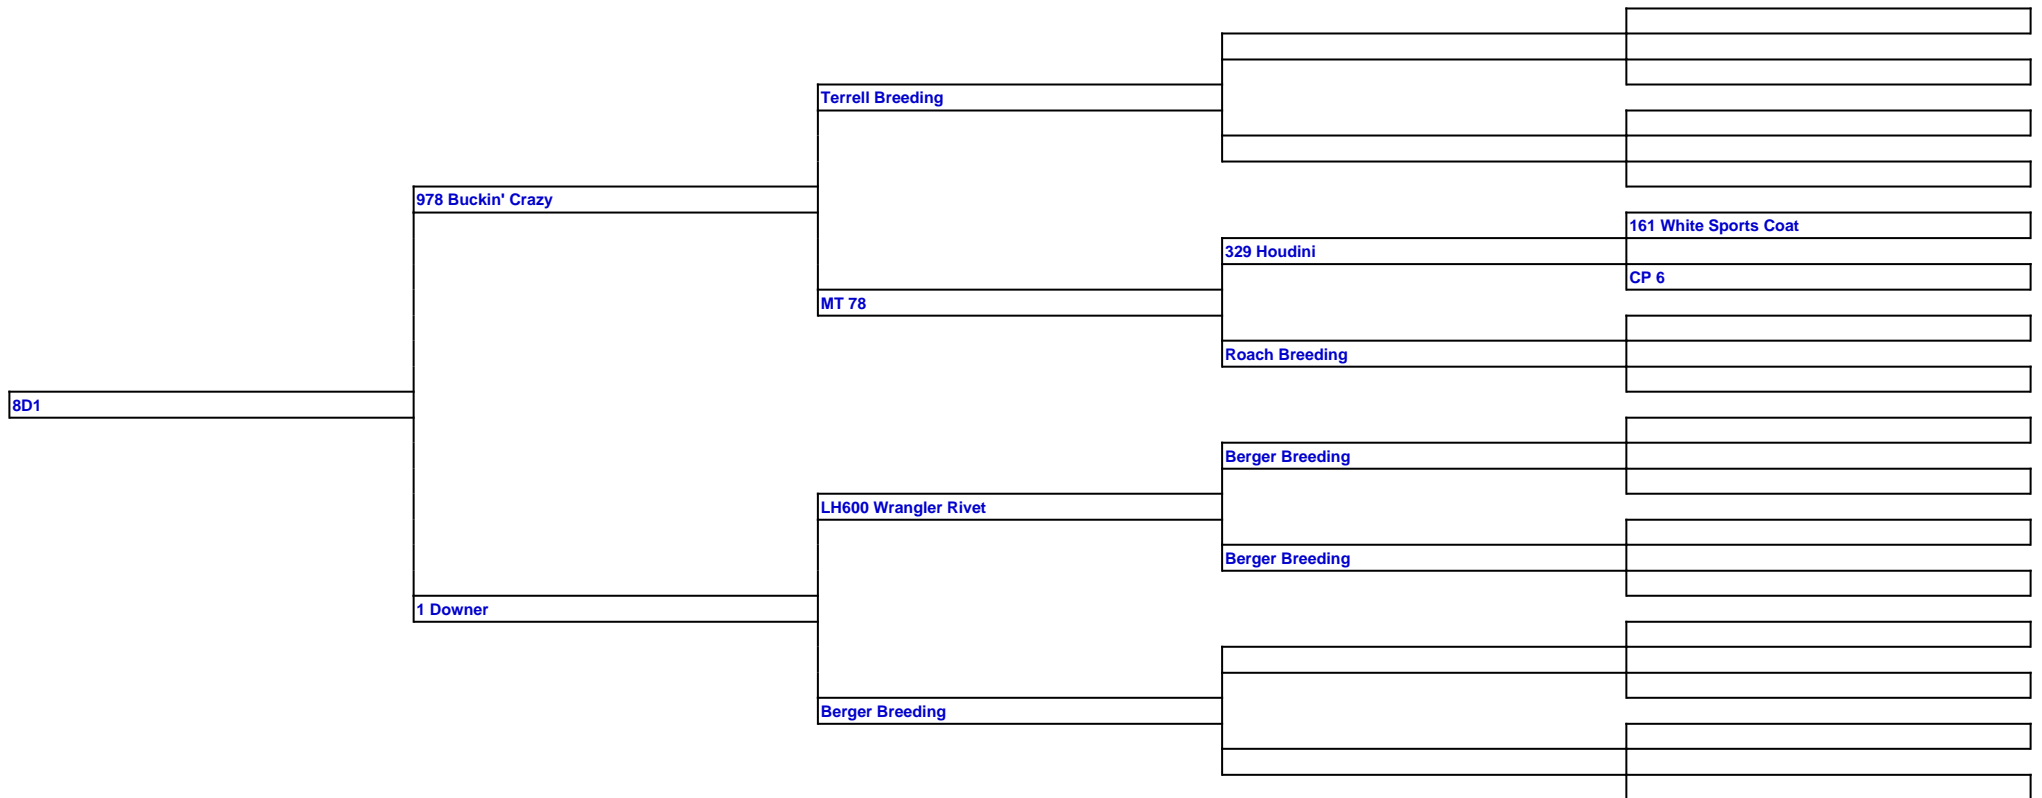 Terrell Breeding
978 Buckin' Crazy
161 White Sports Coat
329 Houdini
CP 6
MT 78
Roach Breeding
8D1
Berger Breeding
LH600 Wrangler Rivet
Berger Breeding
1 Downer
Berger Breeding